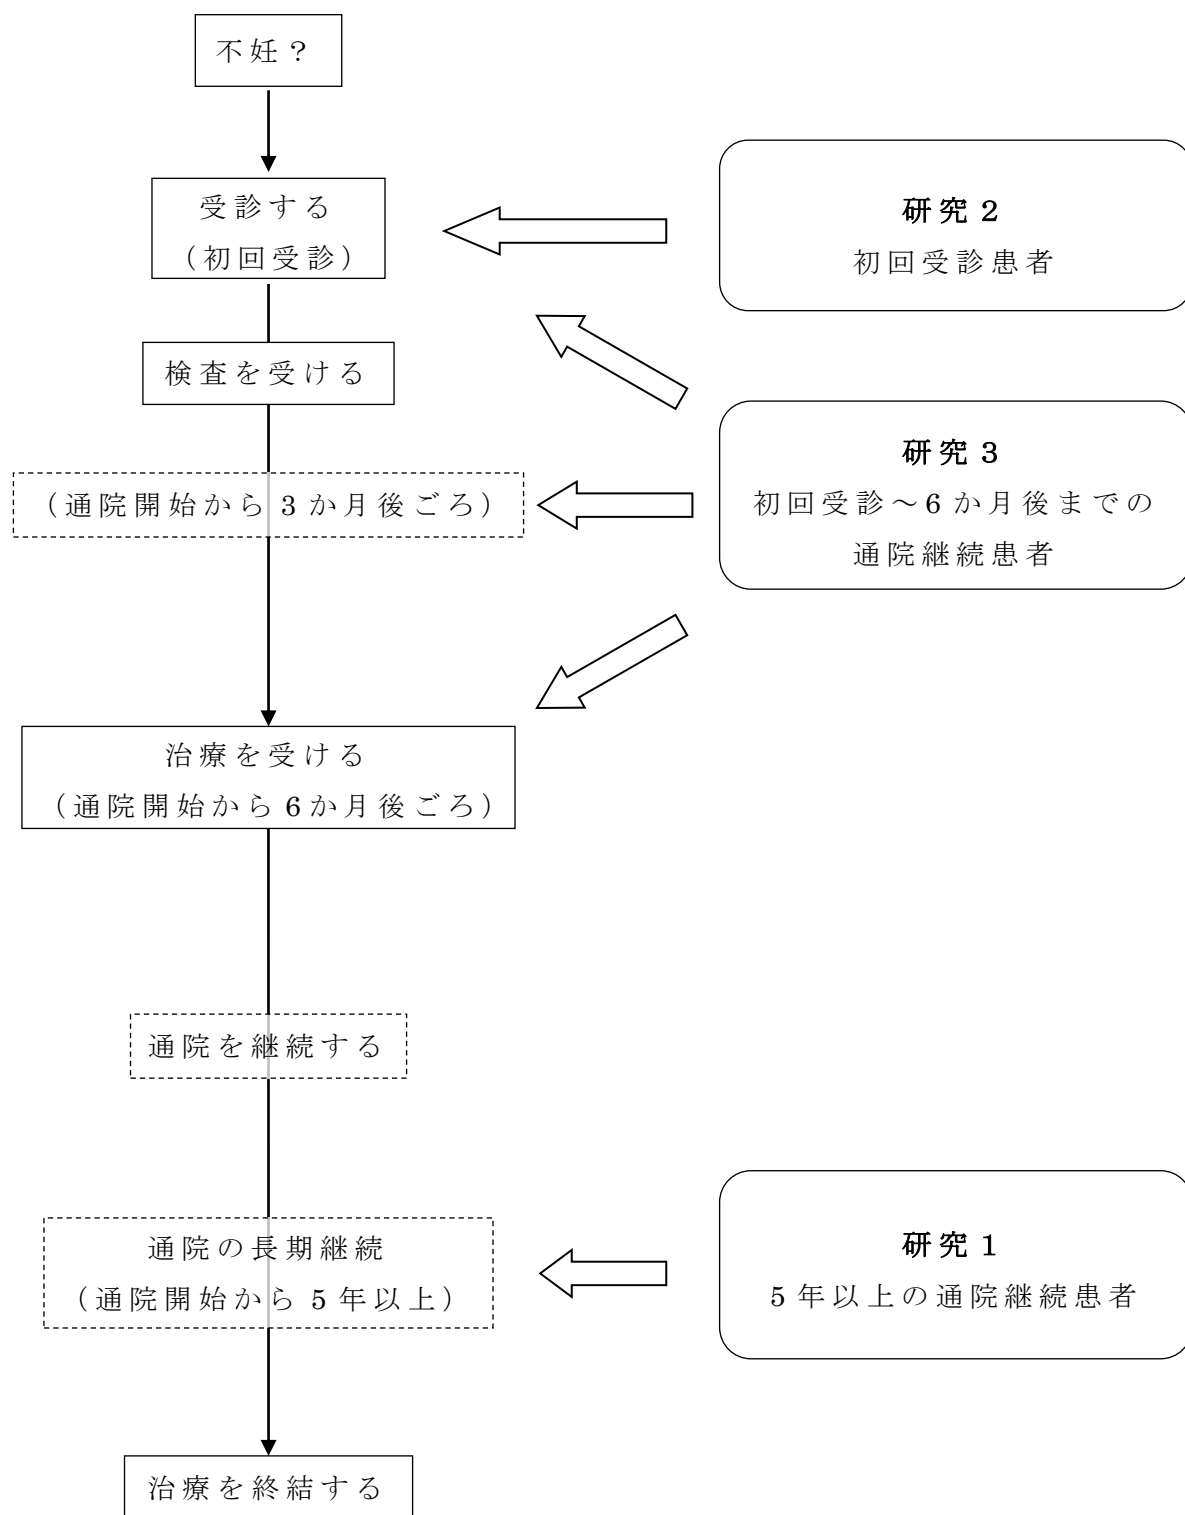 不妊？
受診する
（初回受診）
研究２
初回受診患者
検査を受ける
（通院開始から3か月後ごろ）
研究3
初回受診～6か月後までの
通院継続患者
治療を受ける
（通院開始から6か月後ごろ）
通院を継続する
通院の長期継続
（通院開始から5年以上）
研究1
5年以上の通院継続患者
治療を終結する